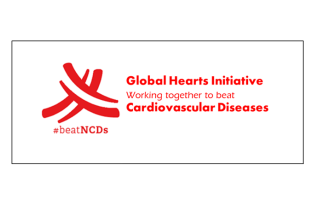 Global Hearts Initiative
Working together to beat
Cardiovascular Diseases
#beatNCDs